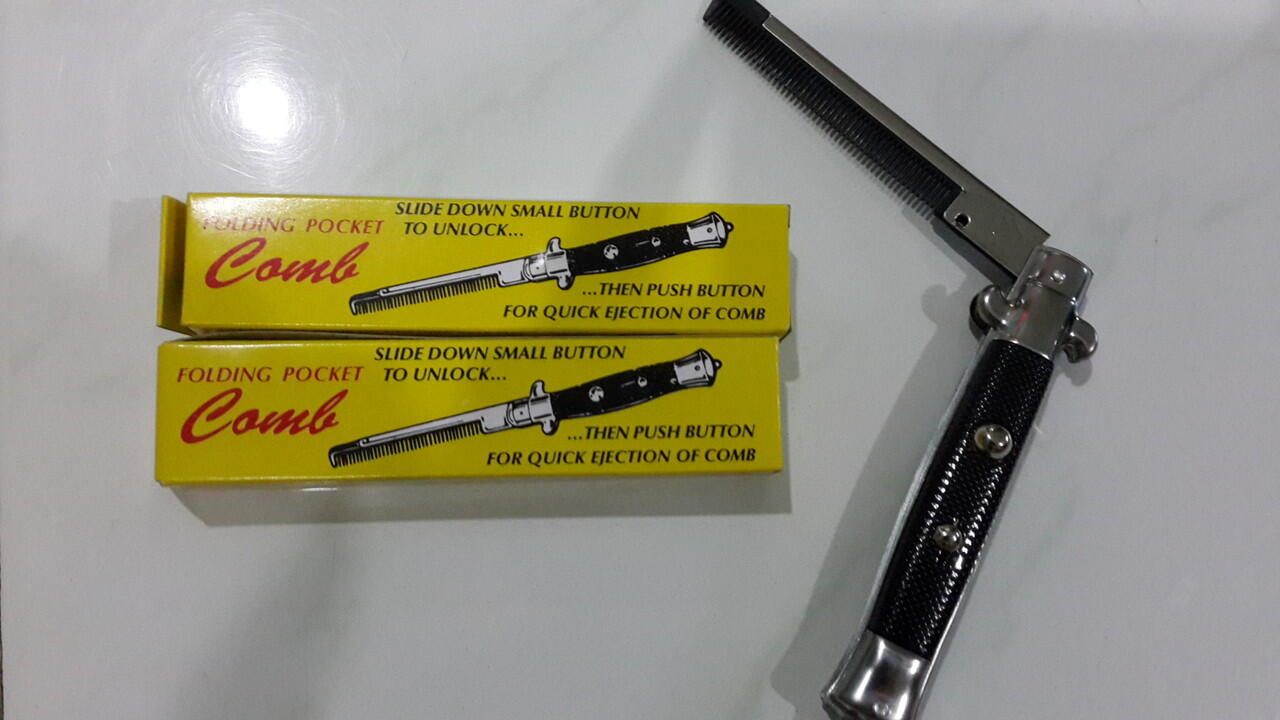 SLIDE DOWN SMALL BUTTON
FOLDING POCKET TO UNLOCK...
Comb
...THEN PUSH BUTTON
FOR QUICK EJECTION OF COMB
SLIDE DOWN SMALL BUTTON
FOLDING POCKET TO UNLOCK...
Comb
...THEN PUSH BUTTON
FOR QUICK EJECTION OF COMB